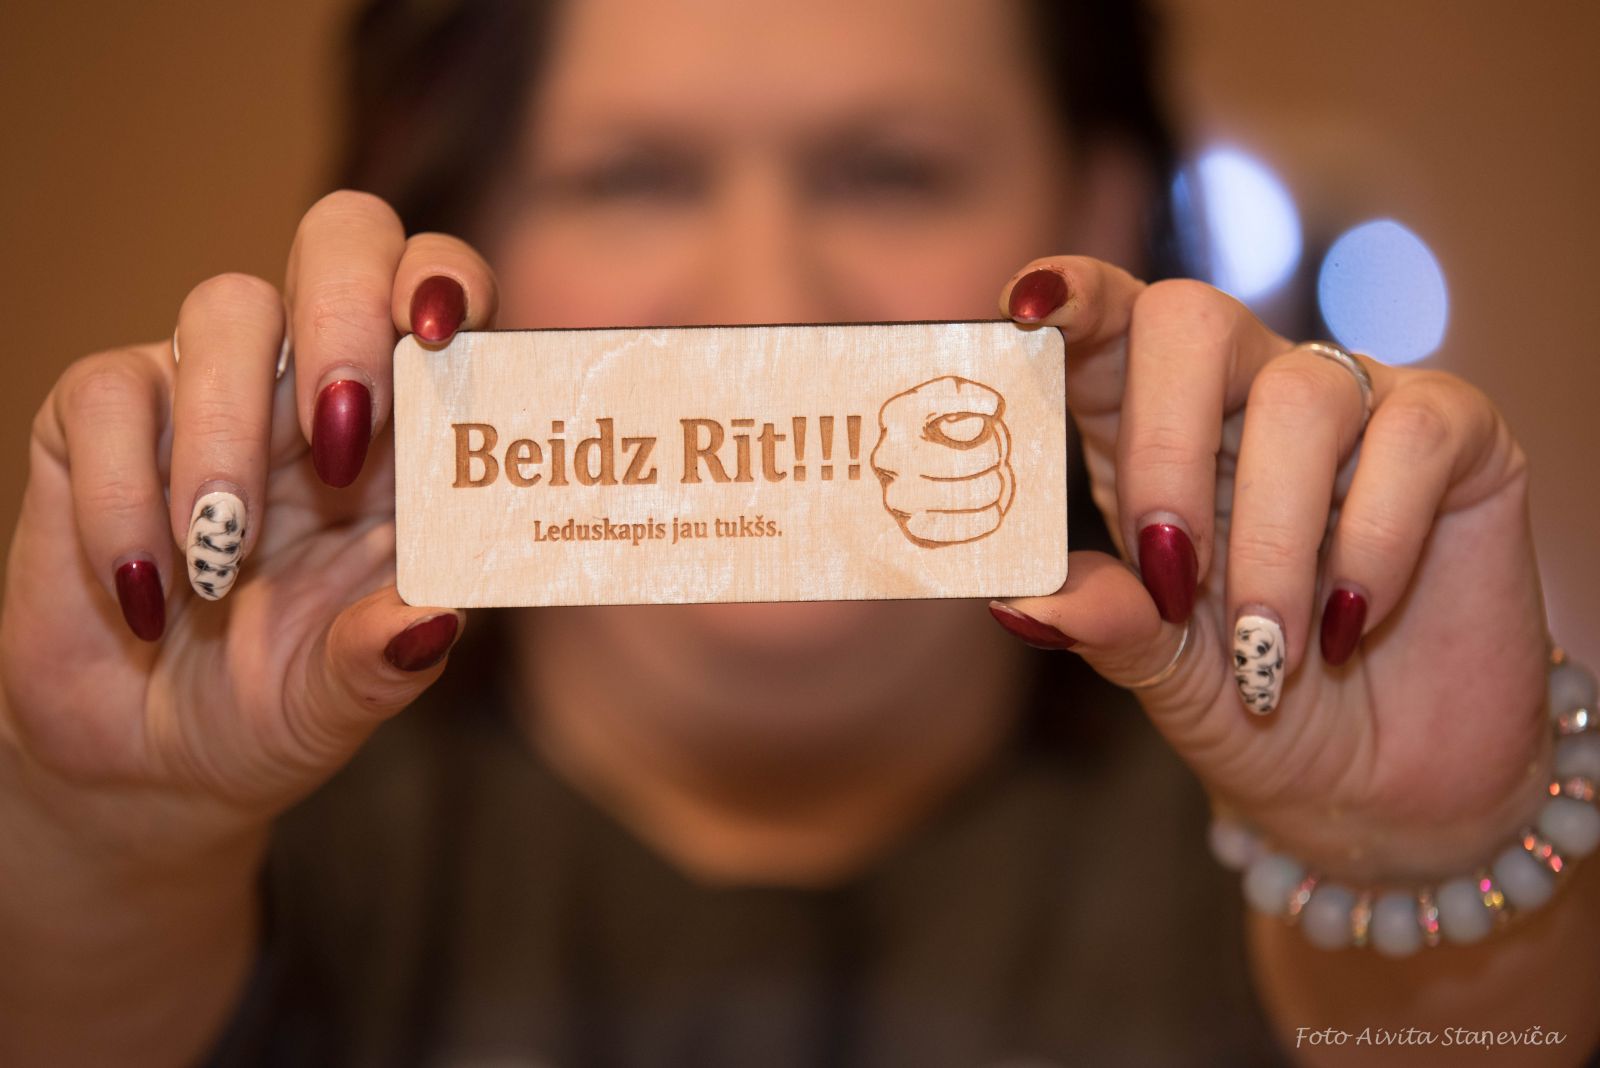 Beidz Rīt!!!
Leduskapis jau tukšs.
Foto Aivita Staņeviča